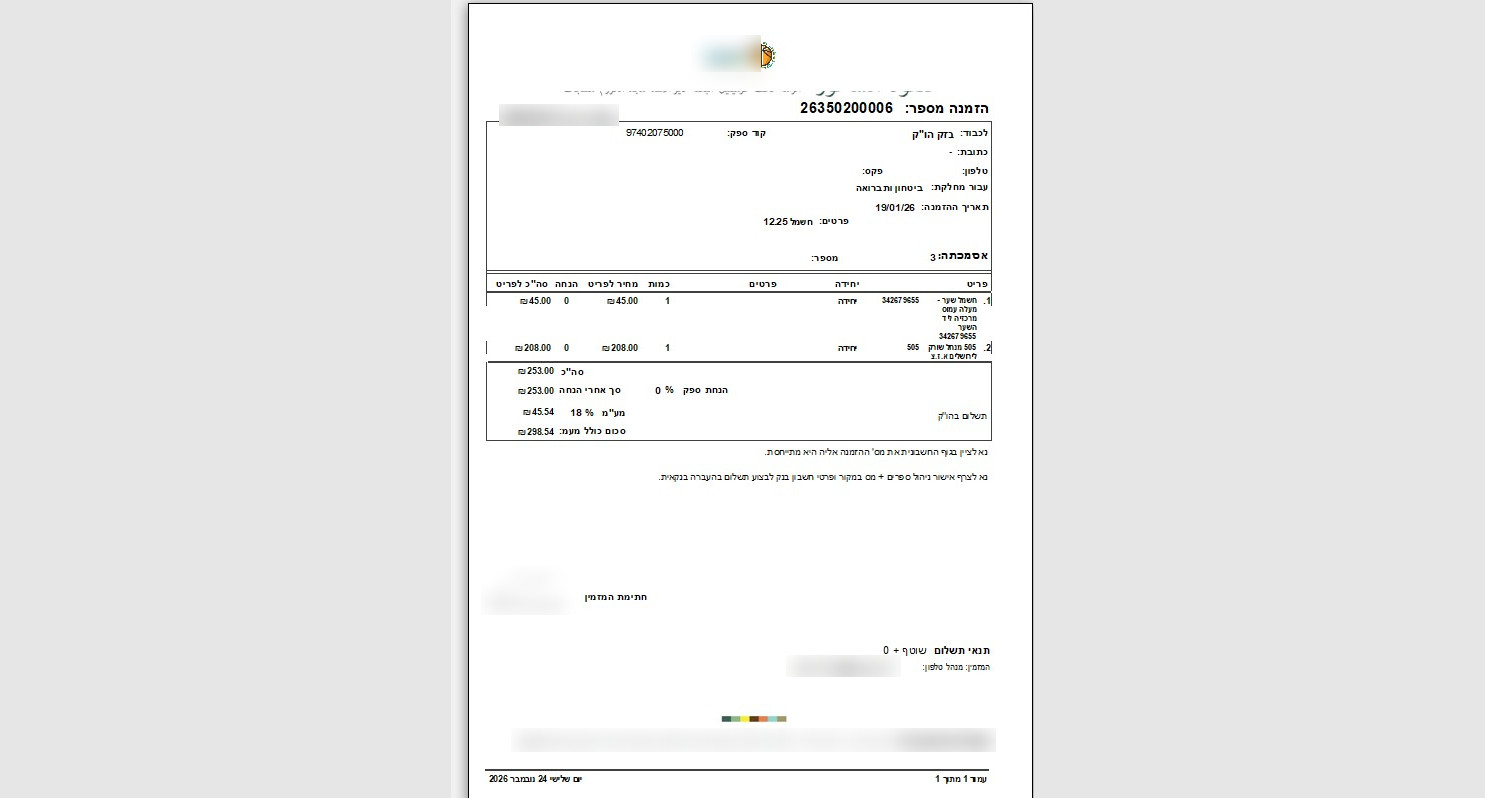 הזמנה מספר: 26350200006
לכבוד: בזק הו"ק קוד ספק: 97402075000
כתובת: -
טלפון: פקס:
עבור מחלקת: ביטחון ותברואה
תאריך ההזמנה: 19/01/26
פרטים: חשמל 12.25
אסמכתה: 3 מספר:
פריט יחידה פרטים כמות מחיר לפריט הנחה סה"כ לפריט
1. חשמל שער - 342679655 יחידה 1 45.00 ₪ 0 45.00 ₪
מעלה עמוס
מרכזיה ליד
השער
342679655
2. 505 מנחל שורק 505 יחידה 1 208.00 ₪ 0 208.00 ₪
לירושלים א.ז.צ
סה"כ 253.00 ₪
הנחת ספק % 0 סך אחרי הנחה 253.00 ₪
תשלום בהו"ק מע"מ % 18 45.54 ₪
סכום כולל מעמ: 298.54 ₪
נא לציין בגוף החשבונית את מס' ההזמנה אליה היא מתייחסת.
נא לצרף אישור ניהול ספרים + מס במקור ופרטי חשבון בנק לבצוע תשלום בהעברה בנקאית.
חתימת המזמין
תנאי תשלום שוטף + 0
המזמין: מנהל טלפון:
עמוד 1 מתוך 1 יום שלישי 24 נובמבר 2026